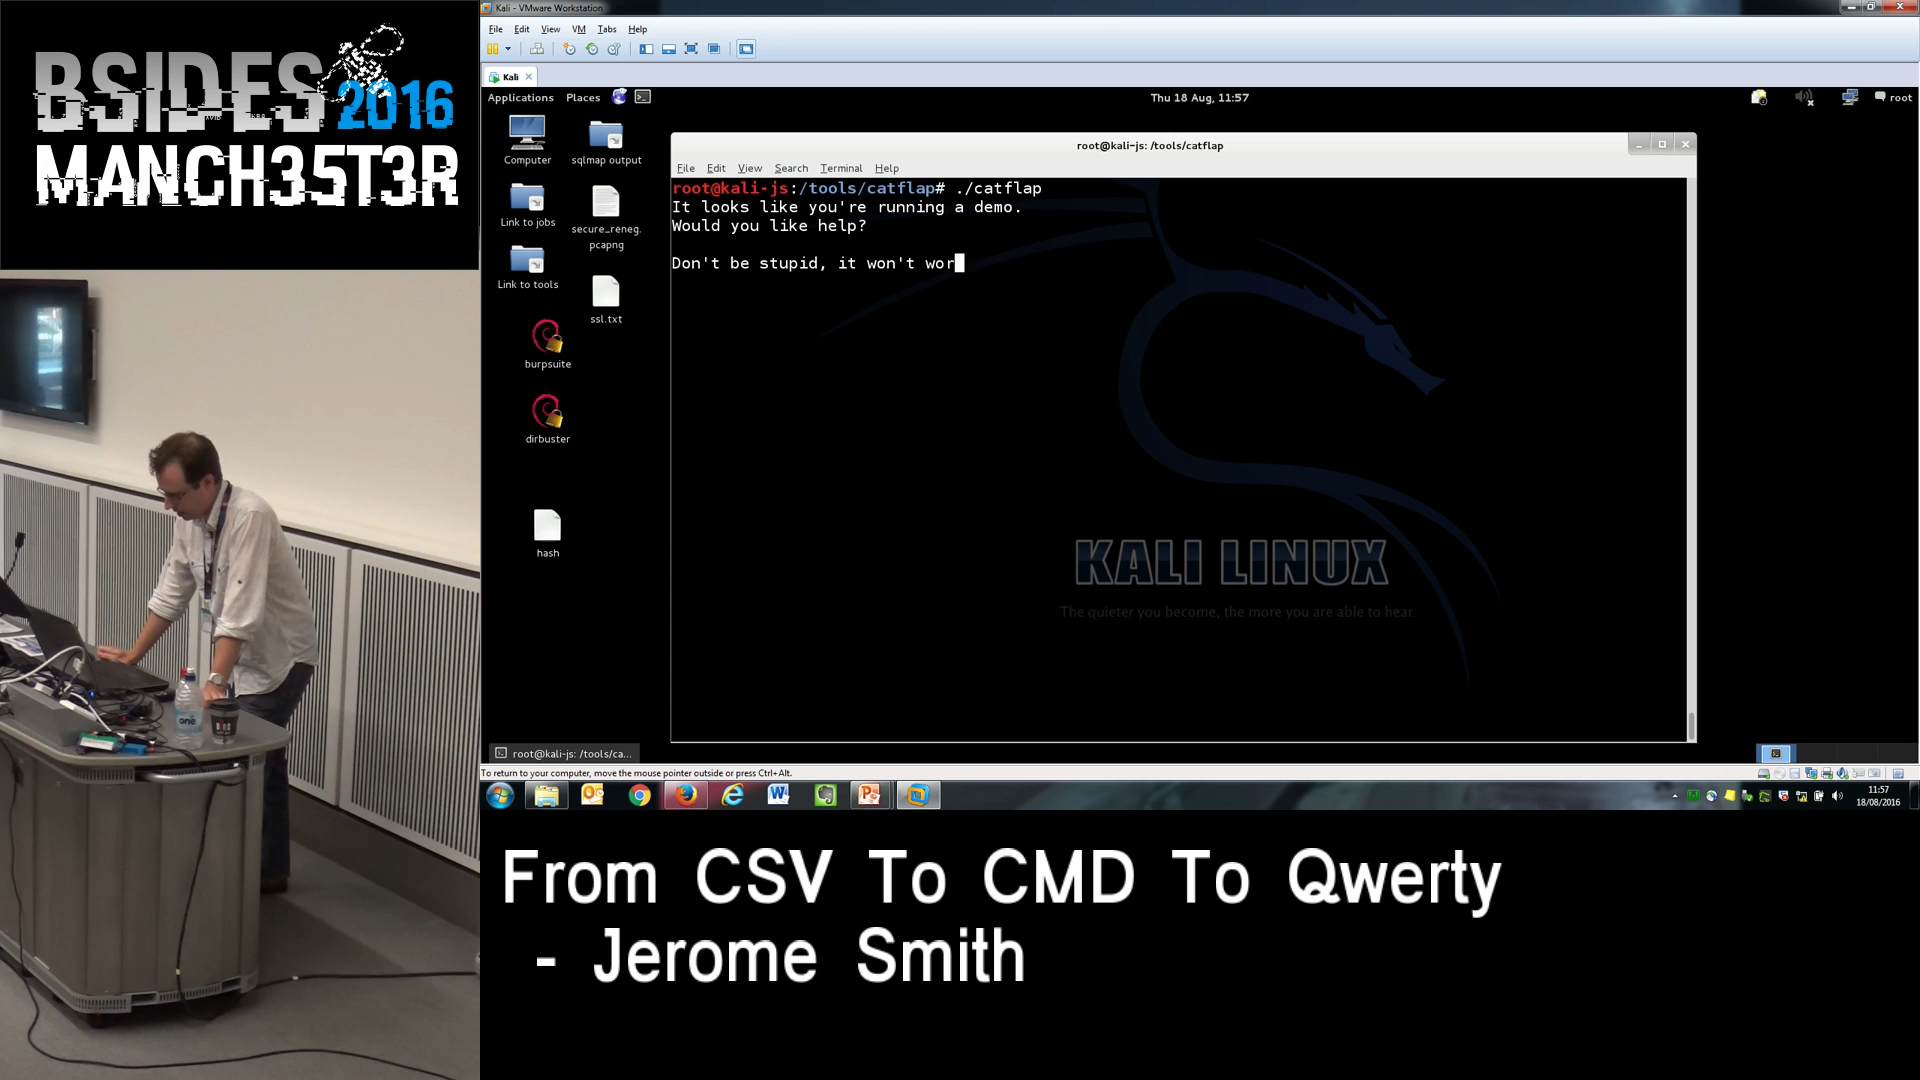 BSIDES
2016
MANCH35T3R
Kali - VMware Workstation
File Edit View VM Tabs Help
Kali
Applications Places
Thu 18 Aug, 11:57
root
Computer
sqlmap output
Link to jobs
secure_reneg.
pcapng
Link to tools
ssl.txt
burpsuite
dirbuster
hash
root@kali-js: /tools/catflap
File Edit View Search Terminal Help
root@kali-js:/tools/catflap# ./catflap
It looks like you're running a demo.
Would you like help?
Don't be stupid, it won't wor
KALI LINUX
The quieter you become, the more you are able to hear.
root@kali-js: /tools/ca...
To return to your computer, move the mouse pointer outside or press Ctrl+Alt.
11:57
18/08/2016
one
From CSV To CMD To Qwerty
- Jerome Smith